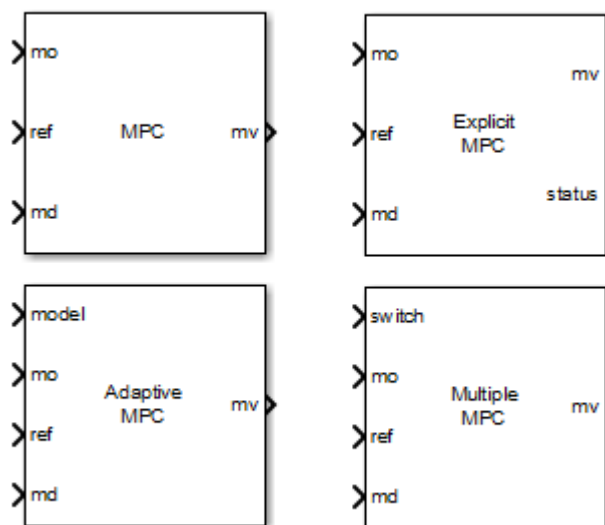 mo
ref
md
MPC
mv
mo
ref
md
Explicit
MPC
mv
status
model
mo
ref
md
Adaptive
MPC
mv
switch
mo
ref
md
Multiple
MPC
mv